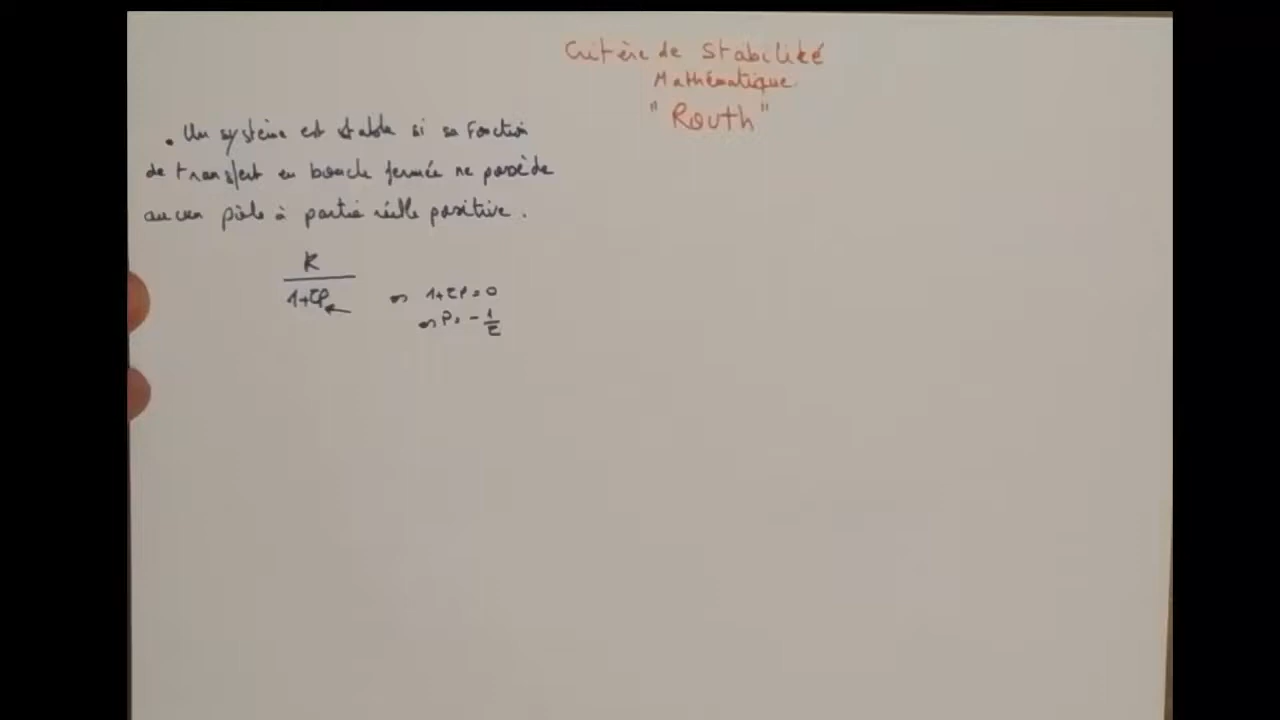 Critère de Stabilité
Mathématique
"Routh"
. Un système est stable si sa Fonction
de transfert en boucle fermée ne possède
aucun pôle à partie réelle positive.
K
1+τP
⇔ 1+τP=0
⇔ P=-1/τ